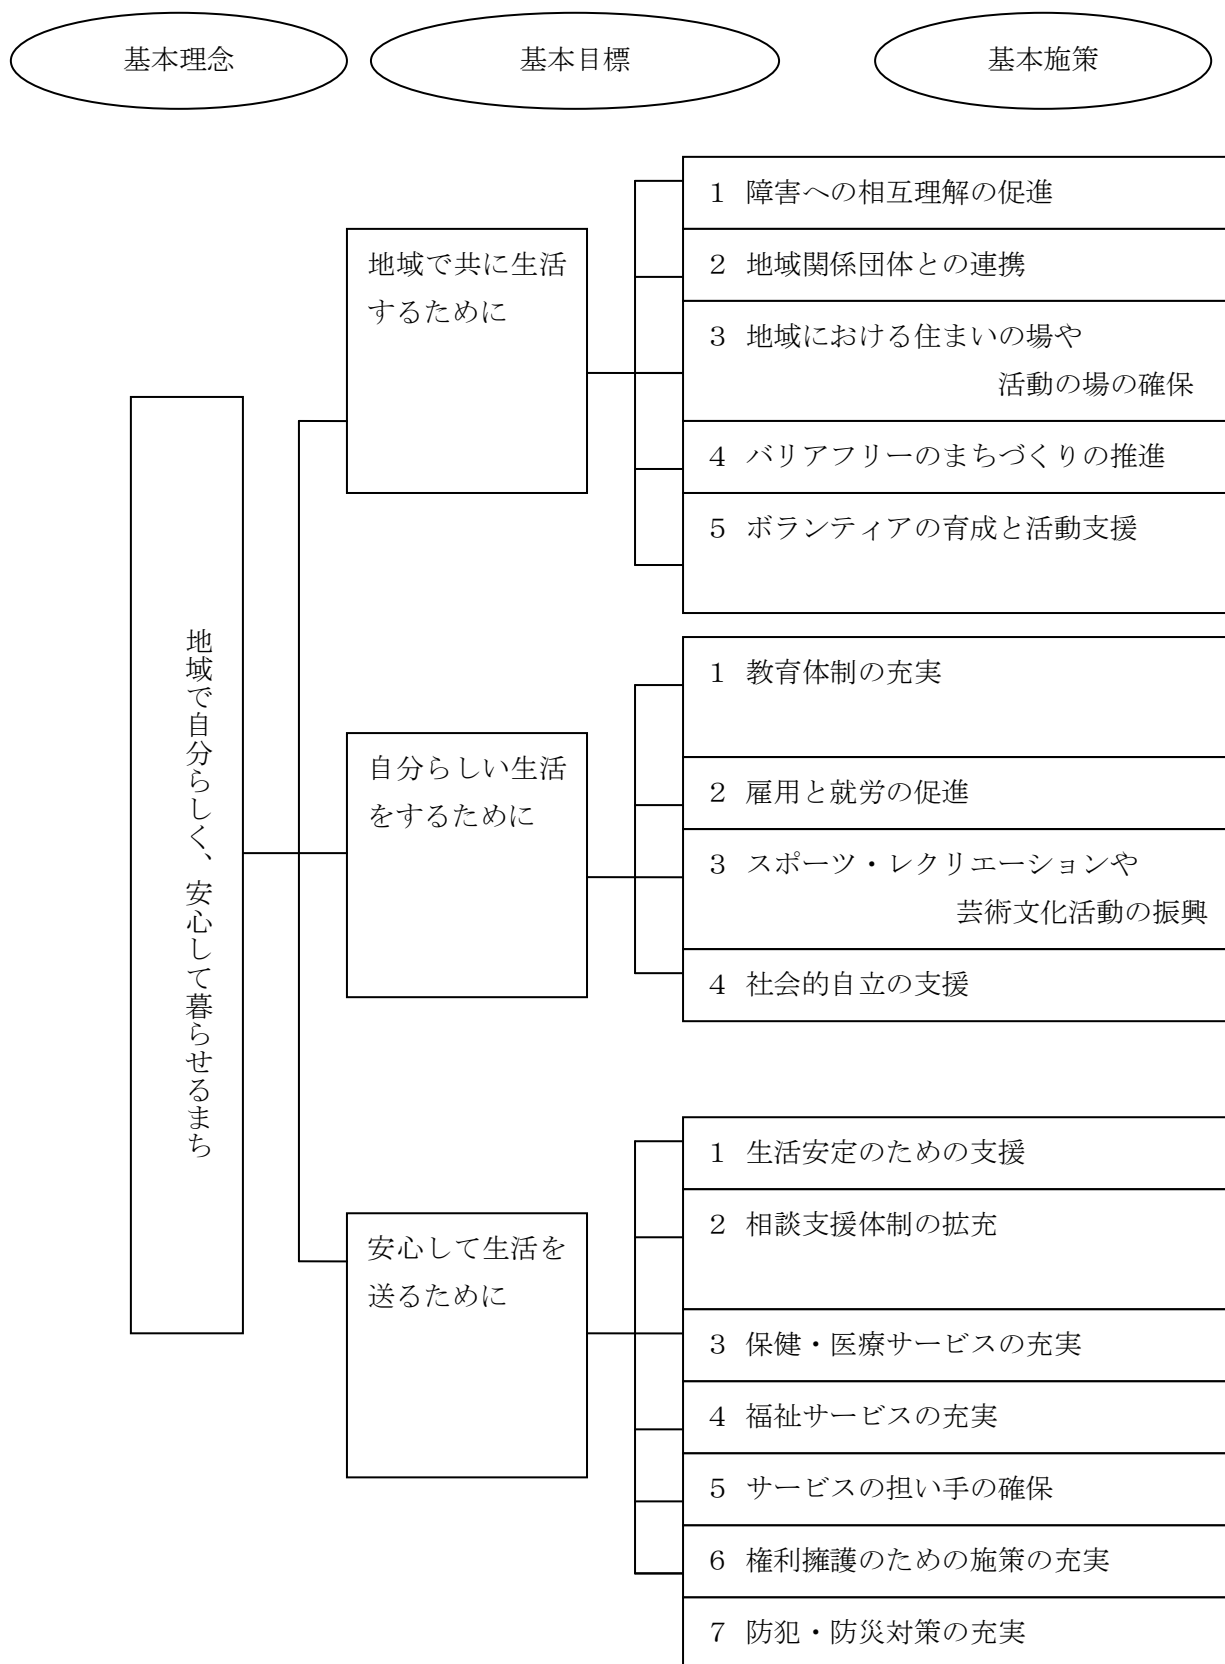 基本理念
基本目標
基本施策
地域で自分らしく、安心して暮らせるまち
地域で共に生活
するために
1 障害への相互理解の促進
2 地域関係団体との連携
3 地域における住まいの場や
活動の場の確保
4 バリアフリーのまちづくりの推進
5 ボランティアの育成と活動支援
自分らしい生活
をするために
1 教育体制の充実
2 雇用と就労の促進
3 スポーツ・レクリエーションや
芸術文化活動の振興
4 社会的自立の支援
安心して生活を
送るために
1 生活安定のための支援
2 相談支援体制の拡充
3 保健・医療サービスの充実
4 福祉サービスの充実
5 サービスの担い手の確保
6 権利擁護のための施策の充実
7 防犯・防災対策の充実